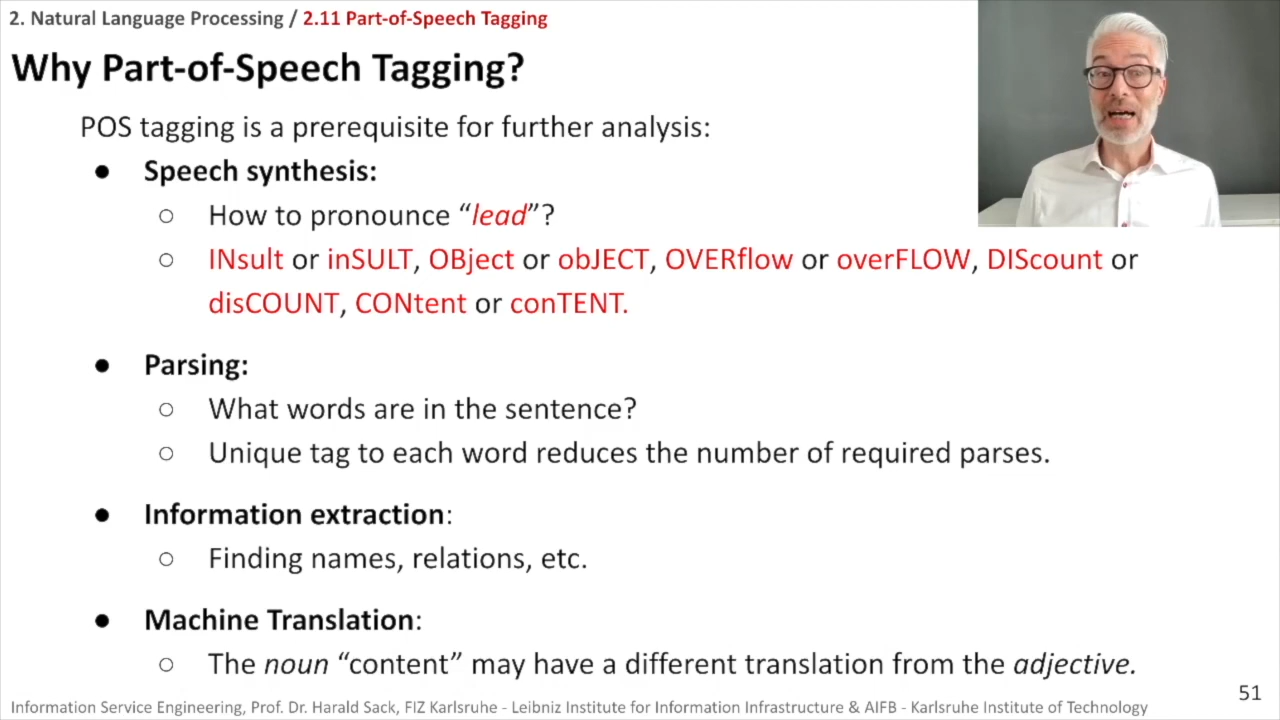 2. Natural Language Processing / 2.11 Part-of-Speech Tagging
Why Part-of-Speech Tagging?
POS tagging is a prerequisite for further analysis:
● Speech synthesis:
○ How to pronounce “lead”?
○ INsult or inSULT, OBject or obJECT, OVERflow or overFLOW, DIScount or
disCOUNT, CONtent or conTENT.
● Parsing:
○ What words are in the sentence?
○ Unique tag to each word reduces the number of required parses.
● Information extraction:
○ Finding names, relations, etc.
● Machine Translation:
○ The noun “content” may have a different translation from the adjective.
51
Information Service Engineering, Prof. Dr. Harald Sack, FIZ Karlsruhe - Leibniz Institute for Information Infrastructure & AIFB - Karlsruhe Institute of Technology